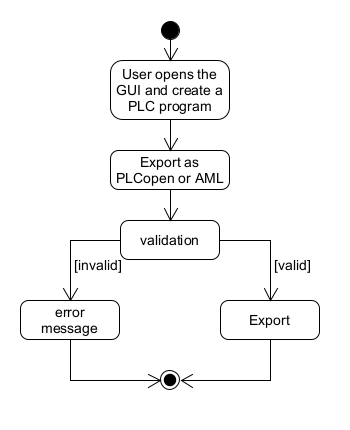 User opens the
GUI and create a
PLC program
Export as
PLCopen or AML
validation
[invalid]
[valid]
error
message
Export